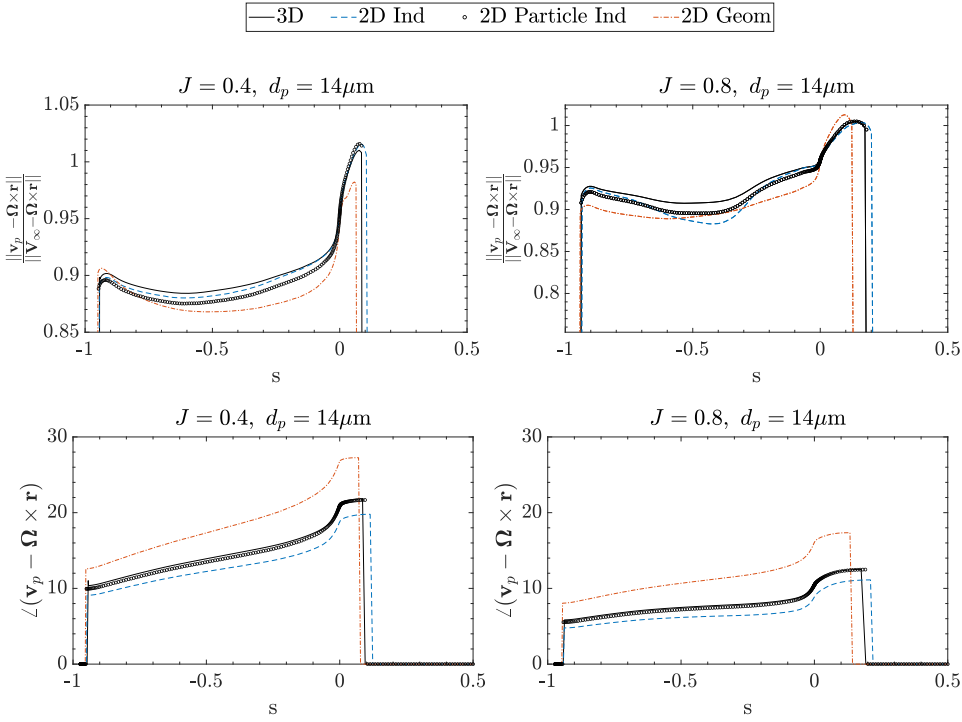 3D 2D Ind 2D Particle Ind 2D Geom
J = 0.4, d_p = 14μm
||v_p − Ω×r|| / ||V_∞ − Ω×r||
1.05
1
0.95
0.9
0.85
-1 -0.5 0 0.5
s
J = 0.8, d_p = 14μm
||v_p − Ω×r|| / ||V_∞ − Ω×r||
1
0.95
0.9
0.85
0.8
-1 -0.5 0 0.5
s
J = 0.4, d_p = 14μm
∠(v_p − Ω × r)
30
20
10
0
-1 -0.5 0 0.5
s
J = 0.8, d_p = 14μm
∠(v_p − Ω × r)
30
20
10
0
-1 -0.5 0 0.5
s